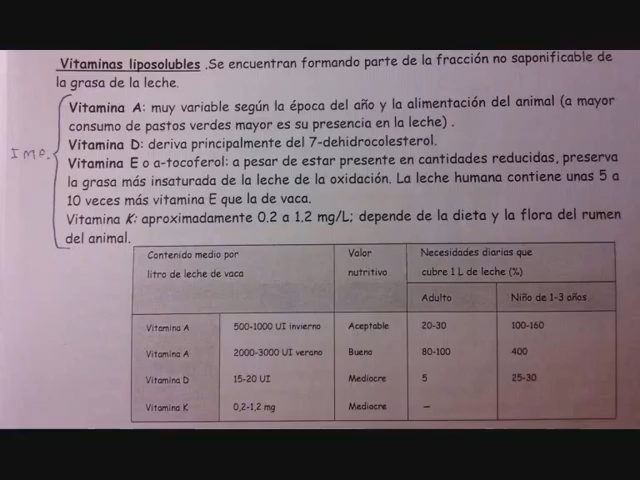 Vitaminas liposolubles .Se encuentran formando parte de la fracción no saponificable de
la grasa de la leche.
Vitamina A: muy variable según la época del año y la alimentación del animal (a mayor
consumo de pastos verdes mayor es su presencia en la leche) .
Vitamina D: deriva principalmente del 7-dehidrocolesterol.
IMP.
Vitamina E o a-tocoferol: a pesar de estar presente en cantidades reducidas, preserva
la grasa más insaturada de la leche de la oxidación. La leche humana contiene unas 5 a
10 veces más vitamina E que la de vaca.
Vitamina K: aproximadamente 0,2 a 1,2 mg/L; depende de la dieta y la flora del rumen
del animal.
Contenido medio por litro de leche de vaca Valor nutritivo Necesidades diarias que cubre 1 L de leche (%)
Adulto Niño de 1-3 años
Vitamina A 500-1000 UI invierno Aceptable 20-30 100-160
Vitamina A 2000-3000 UI verano Bueno 80-100 400
Vitamina D 15-20 UI Mediocre 5 25-30
Vitamina K 0,2-1,2 mg Mediocre —